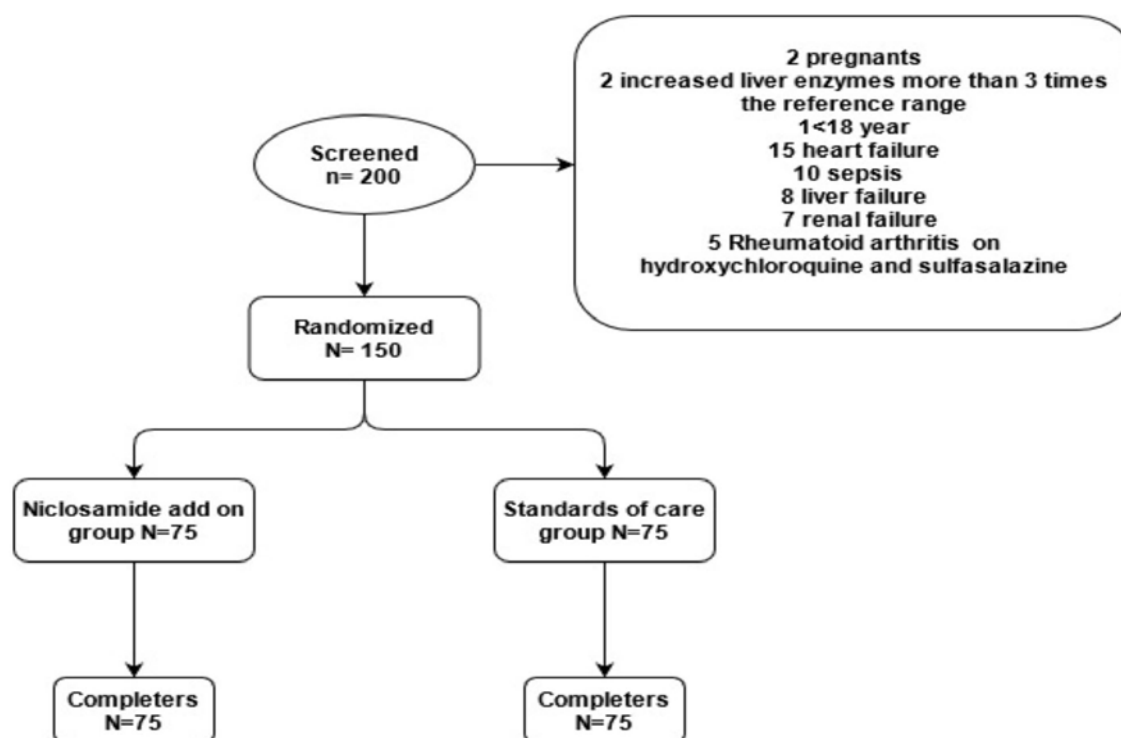 2 pregnants
2 increased liver enzymes more than 3 times
the reference range
1<18 year
15 heart failure
10 sepsis
8 liver failure
7 renal failure
5 Rheumatoid arthritis on
hydroxychloroquine and sulfasalazine
Screened
n= 200
Randomized
N= 150
Niclosamide add on
group N=75
Standards of care
group N=75
Completers
N=75
Completers
N=75